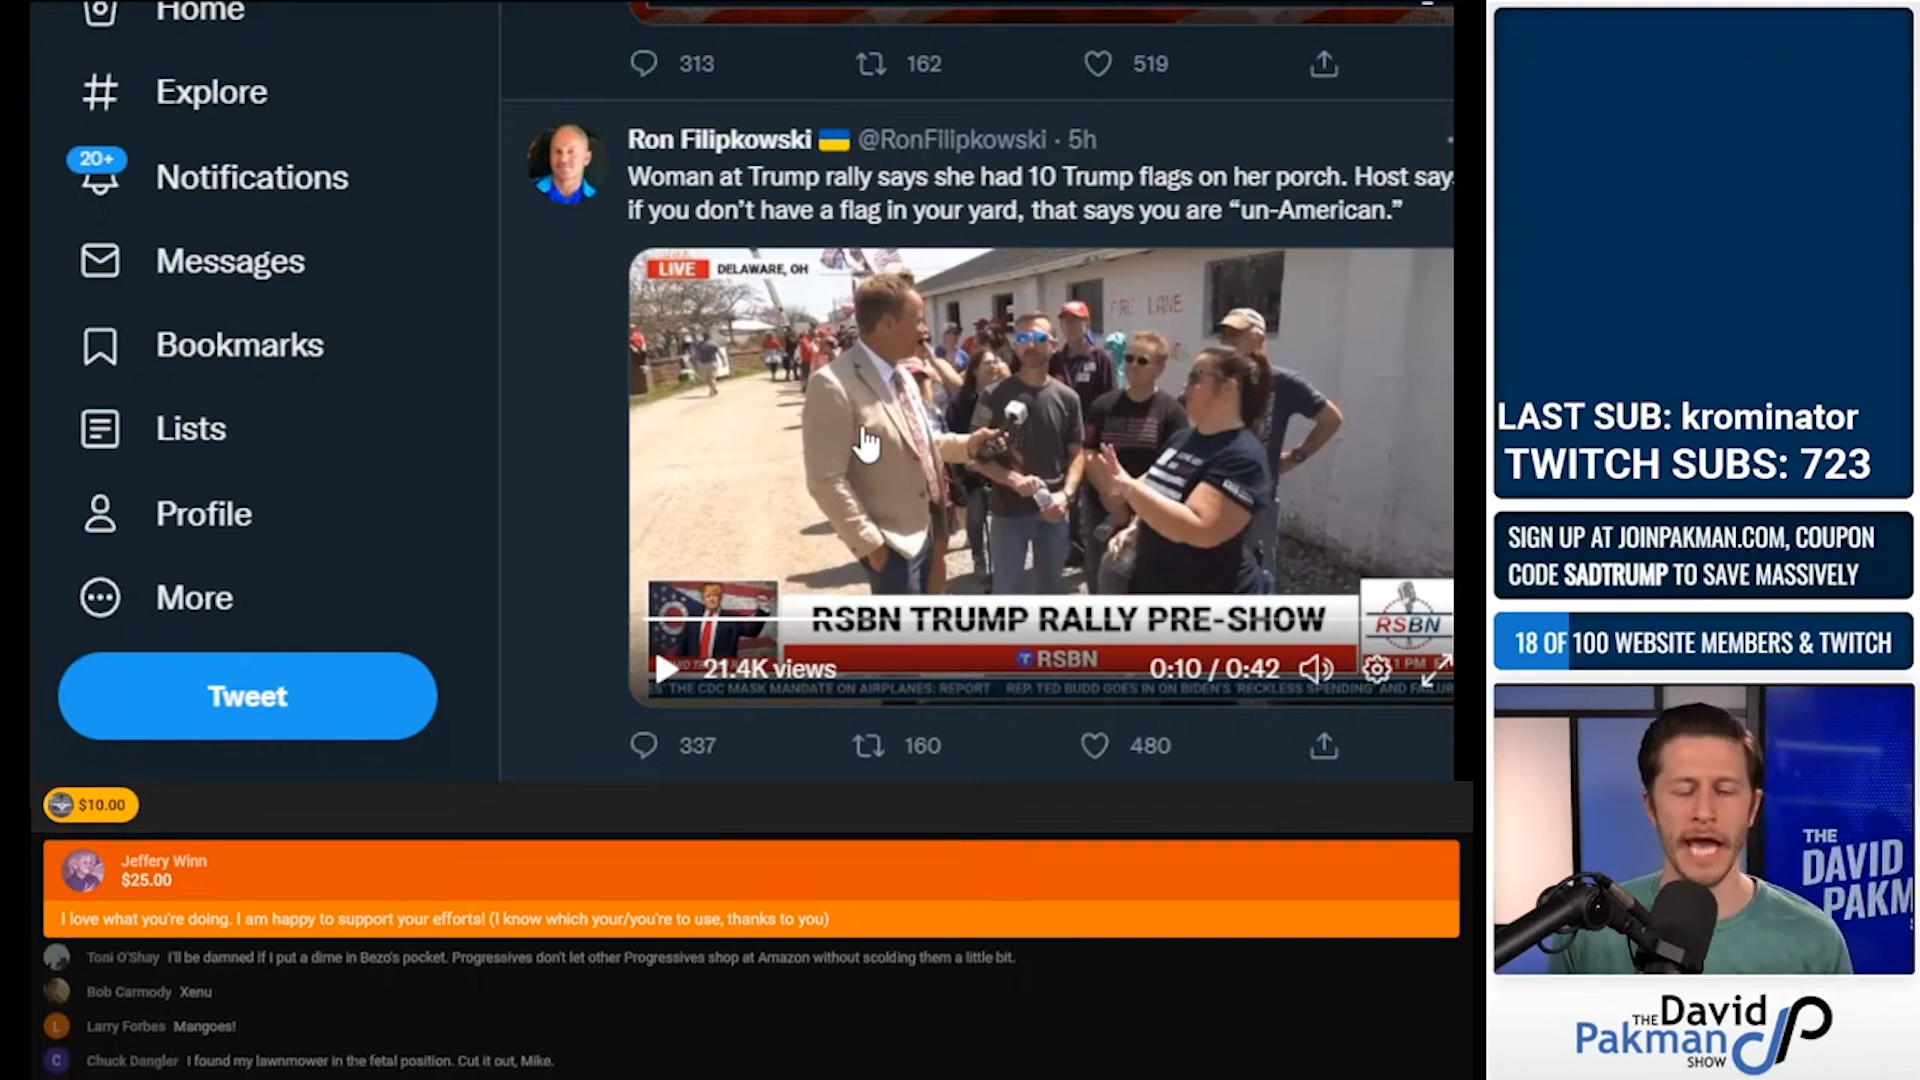 Home
Explore
20+
Notifications
Messages
Bookmarks
Lists
Profile
More
Tweet
313 162 519
Ron Filipkowski @RonFilipkowski · 5h
Woman at Trump rally says she had 10 Trump flags on her porch. Host say
if you don't have a flag in your yard, that says you are “un-American.”
LIVE DELAWARE, OH
FIRE LANE
RSBN TRUMP RALLY PRE-SHOW
RSBN
RSBN
21.4K views 0:10 / 0:42
THE CDC MASK MANDATE ON AIRPLANES: REPORT REP. TED BUDD GOES IN ON BIDEN'S 'RECKLESS SPENDING' AND
337 160 480
$10.00
Jeffery Winn
$25.00
I love what you're doing. I am happy to support your efforts! (I know which your/you're to use, thanks to you)
Toni O'Shay I'll be damned if I put a dime in Bezo's pocket. Progressives don't let other Progressives shop at Amazon without scolding them a little bit.
Bob Carmody Xenu
L Larry Forbes Mangoes!
C Chuck Dangler I found my lawnmower in the fetal position. Cut it out, Mike.
LAST SUB: krominator
TWITCH SUBS: 723
SIGN UP AT JOINPAKMAN.COM, COUPON
CODE SADTRUMP TO SAVE MASSIVELY
18 OF 100 WEBSITE MEMBERS & TWITCH
THE
DAVID
PAKM
THE David
Pakman
SHOW